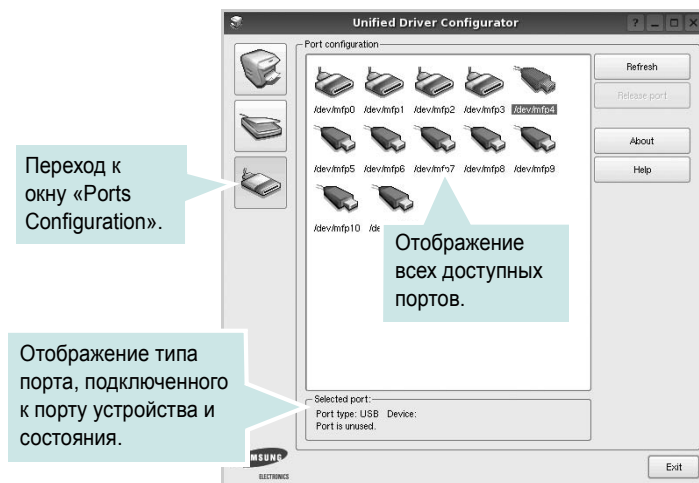 Unified Driver Configurator
Port configuration
/dev/mfp0 /dev/mfp1 /dev/mfp2 /dev/mfp3 /dev/mfp4
/dev/mfp5 /dev/mfp6 /dev/mfp7 /dev/mfp8 /dev/mfp9
/dev/mfp10
Refresh
Release port
About
Help
Переход к
окну «Ports
Configuration».
Отображение
всех доступных
портов.
Отображение типа
порта, подключенного
к порту устройства и
состояния.
Selected port:
Port type: USB Device:
Port is unused.
MSUNG
ELECTRONICS
Exit